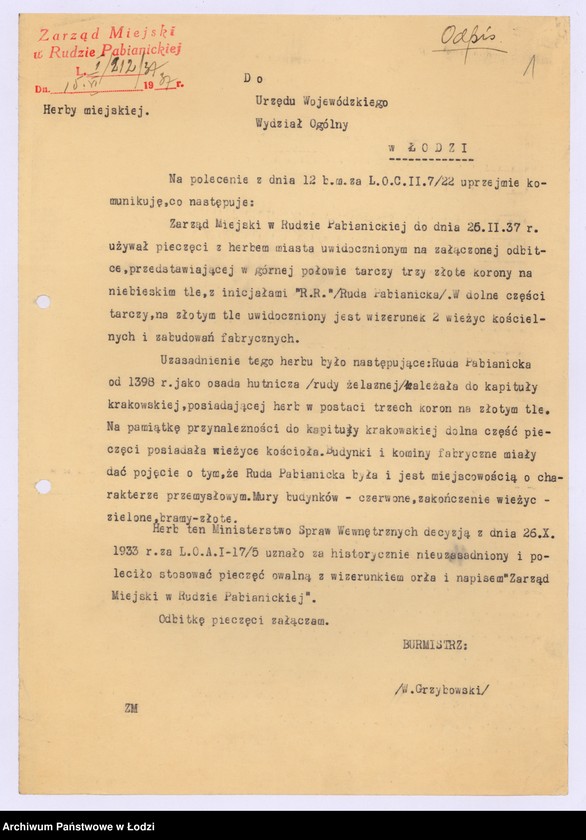 Zarząd Miejski
w Rudzie Pabianickiej
L. 1/212/37
Dn. 15.VI 1937 r.
Odpis
1
Herby miejskiej.
Do
Urzędu Wojewódzkiego
Wydział Ogólny
w ŁODZI
Na polecenie z dnia 12 b.m.za L.O.C.II.7/22 uprzejmie ko-
munikuję,co następuje:
Zarząd Miejski w Rudzie Pabianickiej do dnia 26.II.37 r.
używał pieczęci z herbem miasta uwidocznionym na załączonej odbit-
ce,przedstawiającej w górnej połowie tarczy trzy złote korony na
niebieskim tle,z inicjałami "R.R."/Ruda Pabianicka/.W dolne części
tarczy,na złotym tle uwidoczniony jest wizerunek 2 wieżyc kościel-
nych i zabudowań fabrycznych.
Uzasadnienie tego herbu było następujące:Ruda Pabianicka
od 1398 r.jako osada hutnicza /rudy żelaznej/należała do kapituły
krakowskiej,posiadającej herb w postaci trzech koron na złotym tle.
Na pamiątkę przynależności do kapituły krakowskiej dolna część pie-
częci posiadała wieżyce kościoła.Budynki i kominy fabryczne miały
dać pojęcie o tym,że Ruda Pabianicka była i jest miejscowością o cha-
rakterze przemysłowym.Mury budynków - czerwone,zakończenie wieżyc -
zielone,bramy-złote.
Herb ten Ministerstwo Spraw Wewnętrznych decyzją z dnia 26.X.
1933 r.za L.O.A.I-17/5 uznało za historycznie nieuzasadniony i po-
leciło stosować pieczęć owalną z wizerunkiem orła i napisem"Zarząd
Miejski w Rudzie Pabianickiej".
Odbitkę pieczęci załączam.
BURMISTRZ:
/W.Grzybowski/
ZM
Archiwum Państwowe w Łodzi